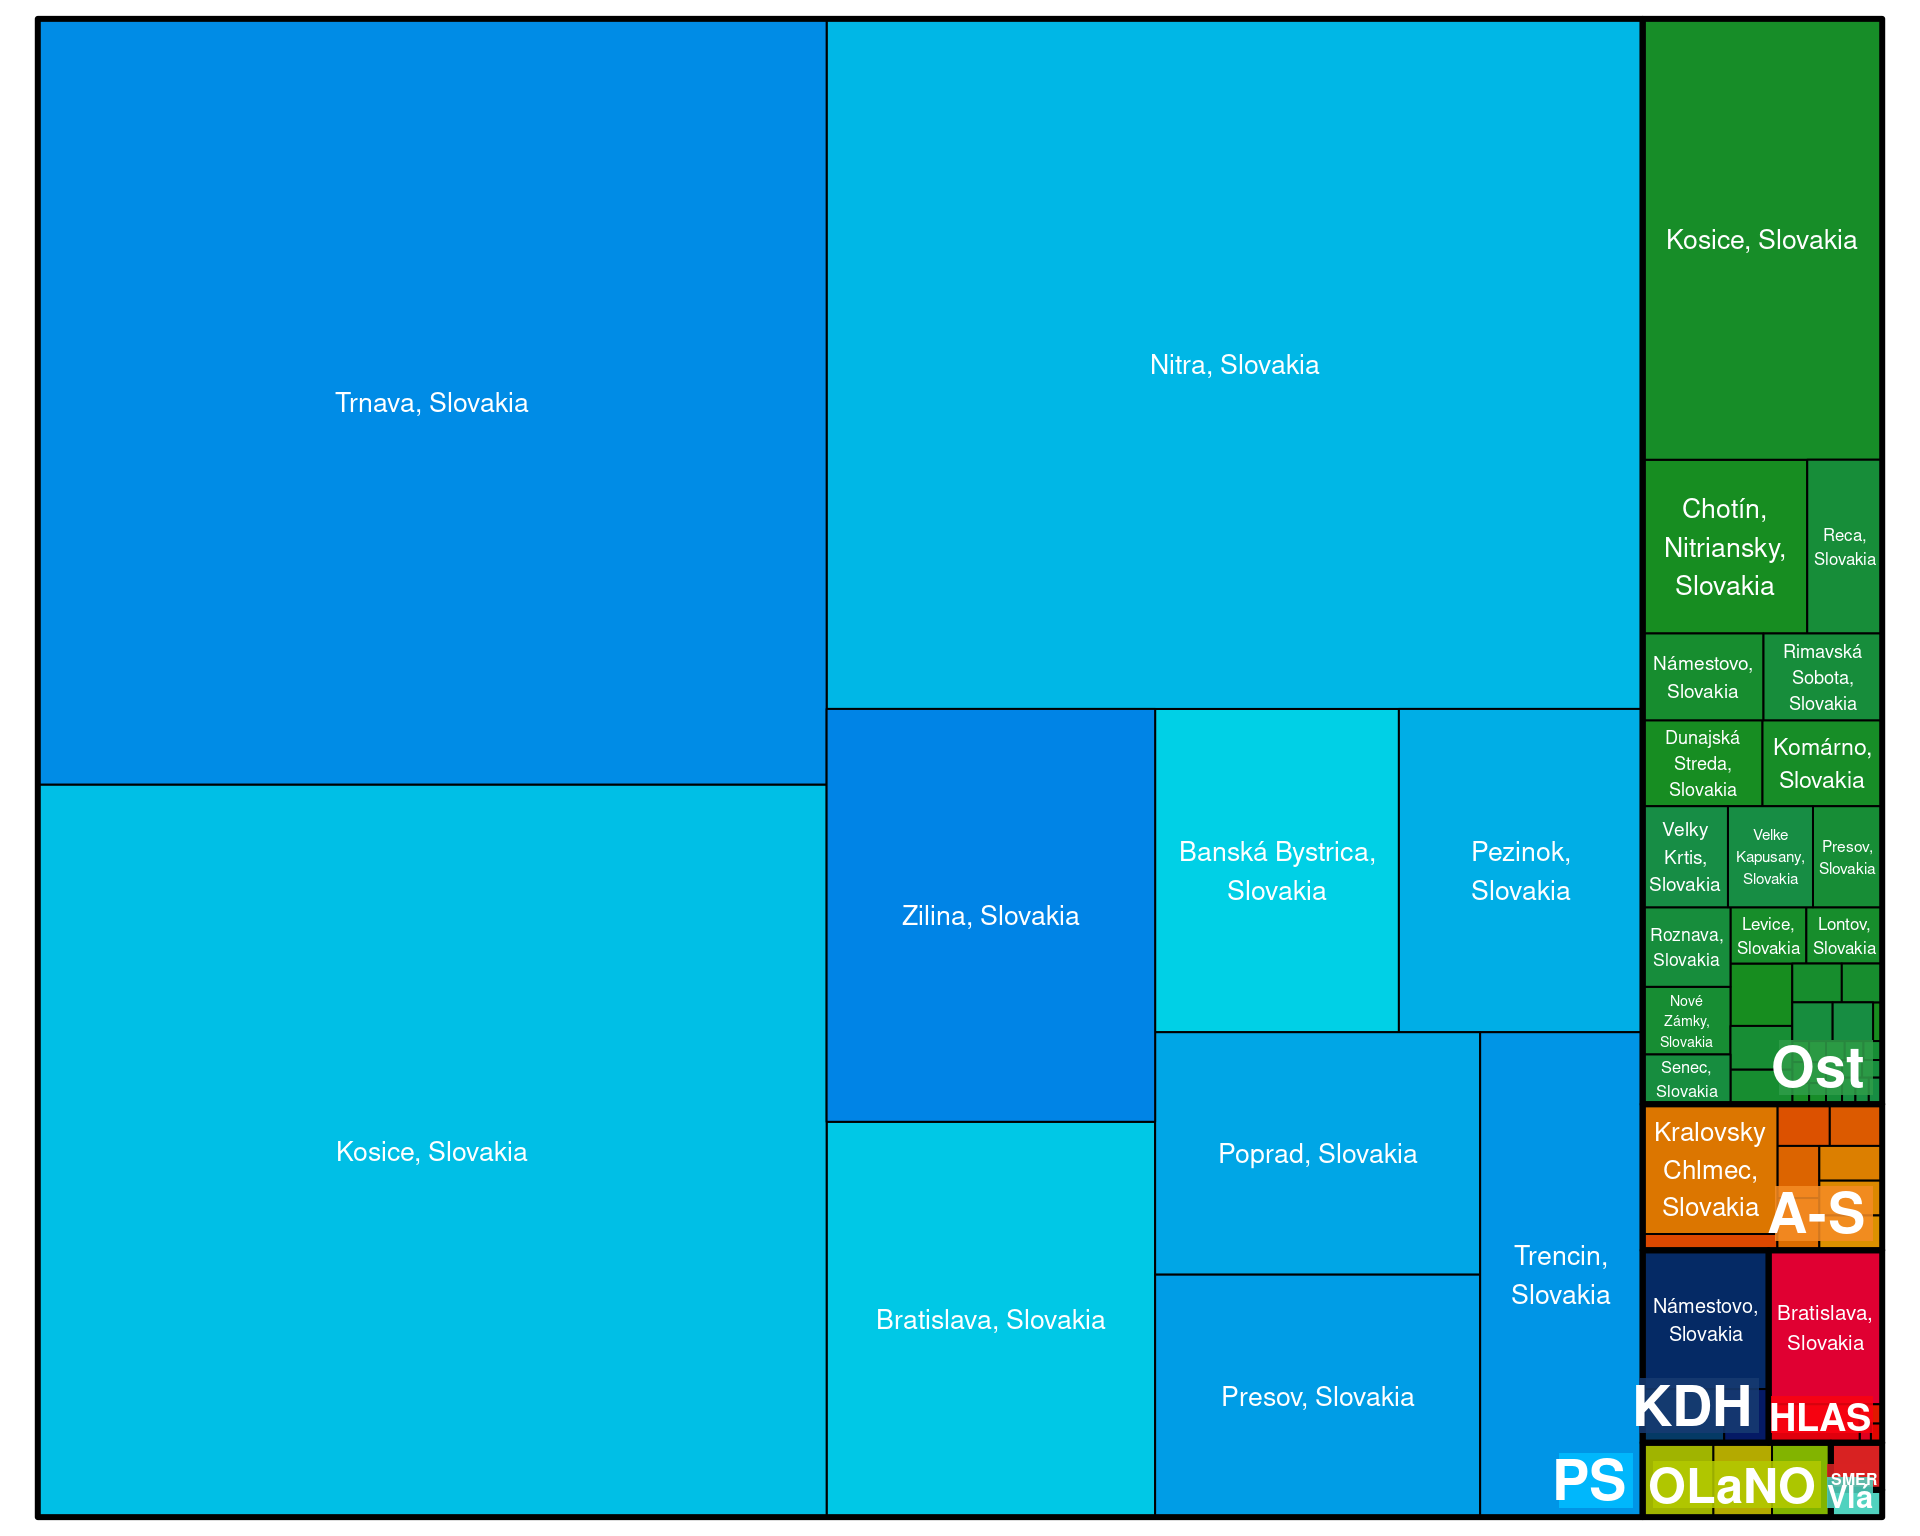 Trnava, Slovakia
Kosice, Slovakia
Nitra, Slovakia
Zilina, Slovakia
Bratislava, Slovakia
Banská Bystrica,
Slovakia
Pezinok,
Slovakia
Poprad, Slovakia
Presov, Slovakia
Trencin,
Slovakia
PS
Kosice, Slovakia
Chotín,
Nitriansky,
Slovakia
Reca,
Slovakia
Námestovo,
Slovakia
Rimavská
Sobota,
Slovakia
Dunajská
Streda,
Slovakia
Komárno,
Slovakia
Velky
Krtis,
Slovakia
Velke
Kapusany,
Slovakia
Presov,
Slovakia
Roznava,
Slovakia
Levice,
Slovakia
Lontov,
Slovakia
Nové
Zámky,
Slovakia
Senec,
Slovakia
Ost
Kralovsky
Chlmec,
Slovakia
A-S
Námestovo,
Slovakia
KDH
Bratislava,
Slovakia
HLAS
OLaNO
SMER
Vlá